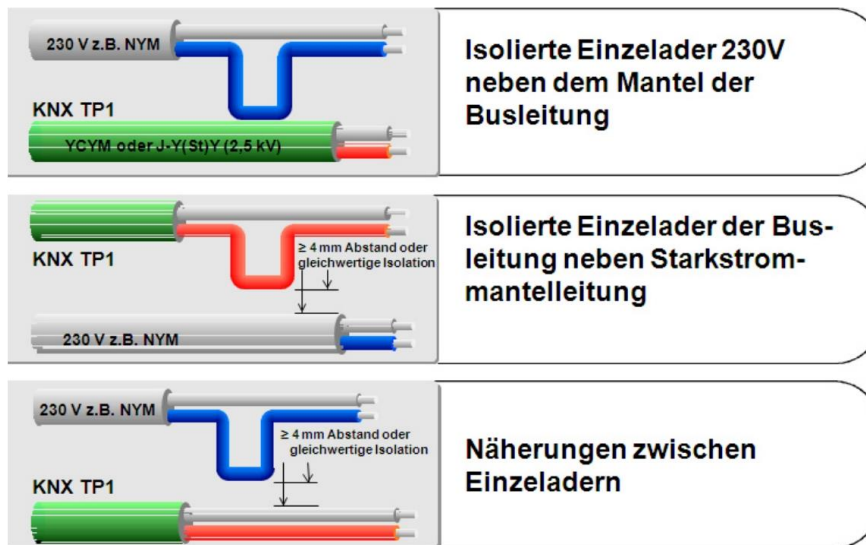 230 V z.B. NYM
KNX TP1
YCYM oder J-Y(St)Y (2,5 kV)
Isolierte Einzelader 230V
neben dem Mantel der
Busleitung
KNX TP1
≥ 4 mm Abstand oder
gleichwertige Isolation
230 V z.B. NYM
Isolierte Einzelader der Bus-
leitung neben Starkstrom-
mantelleitung
230 V z.B. NYM
≥ 4 mm Abstand oder
gleichwertige Isolation
KNX TP1
Näherungen zwischen
Einzeladern